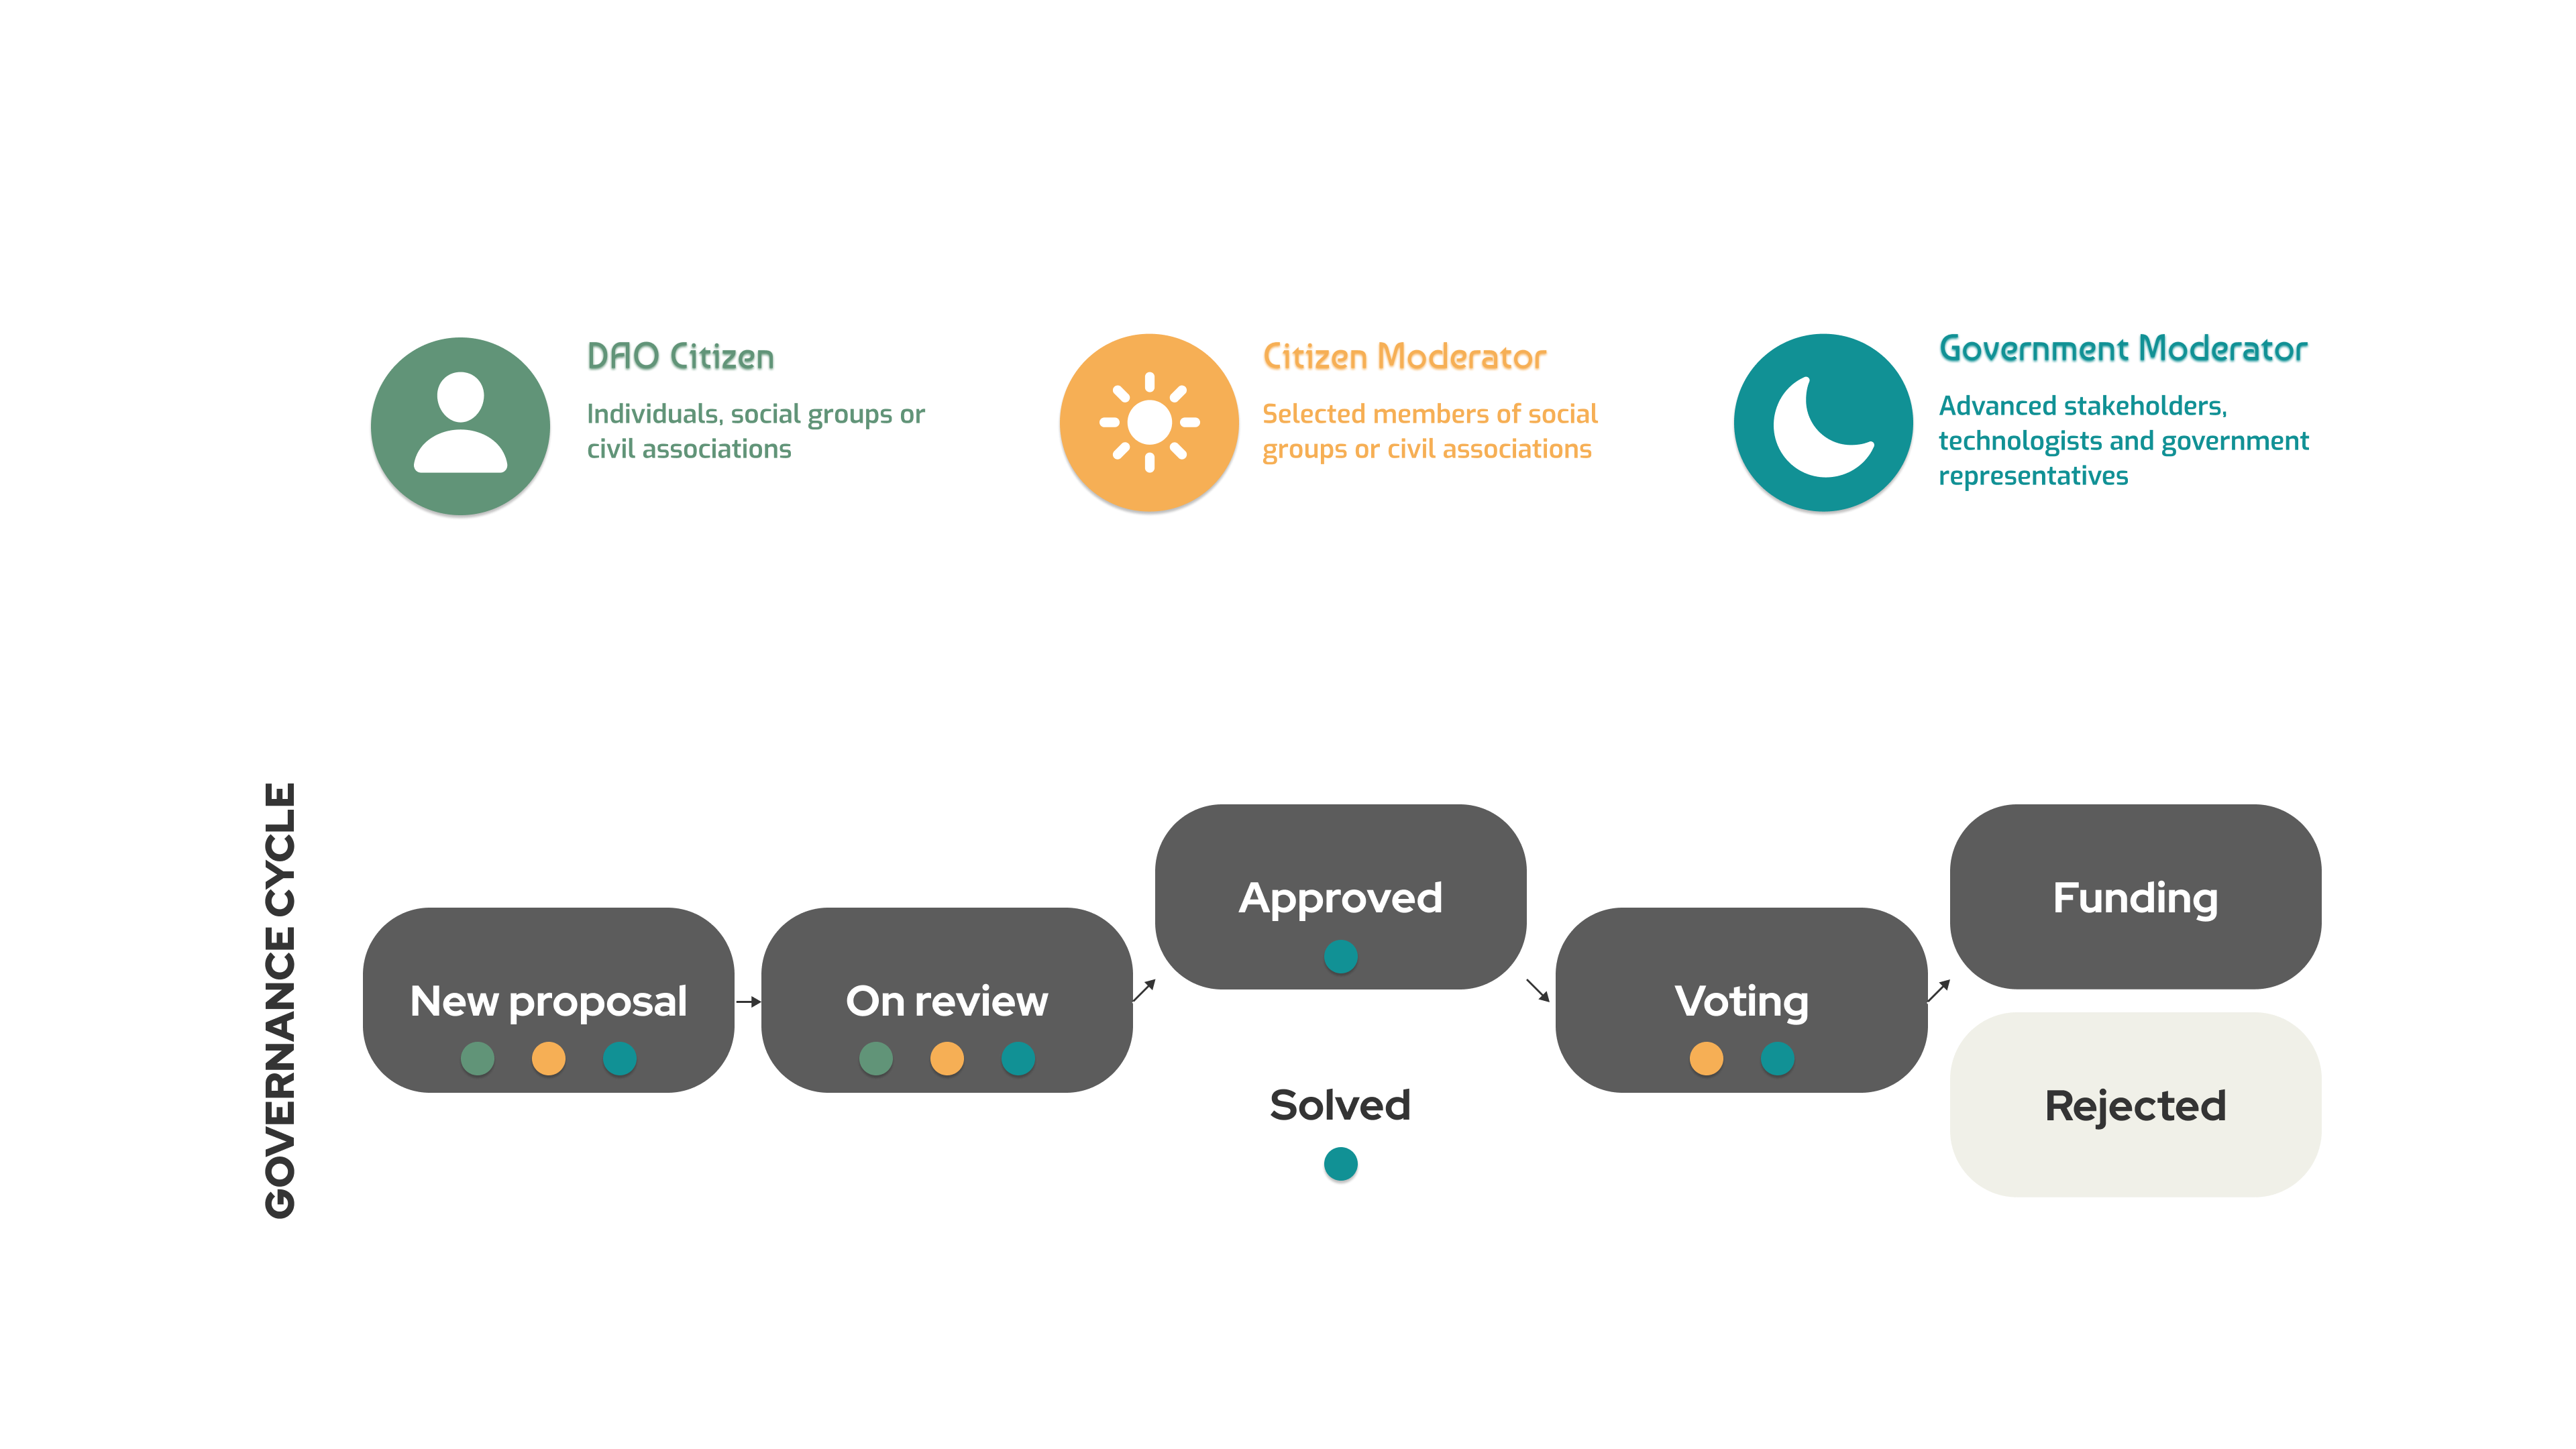 DAO Citizen
Individuals, social groups or
civil associations
Citizen Moderator
Selected members of social
groups or civil associations
Government Moderator
Advanced stakeholders,
technologists and government
representatives
GOVERNANCE CYCLE
New proposal
On review
Approved
Solved
Voting
Funding
Rejected